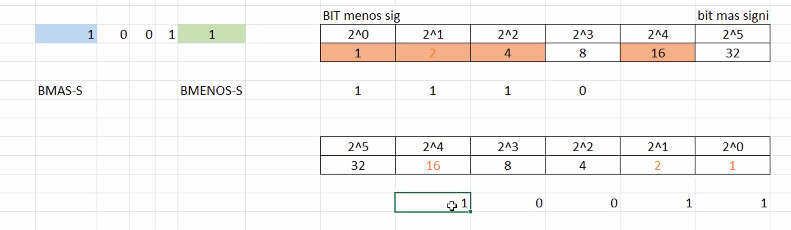 BIT menos sig bit mas signi
1 0 0 1 1 2^0 2^1 2^2 2^3 2^4 2^5
1 2 4 8 16 32
BMAS-S BMENOS-S 1 1 1 0
2^5 2^4 2^3 2^2 2^1 2^0
32 16 8 4 2 1
1 0 0 1 1